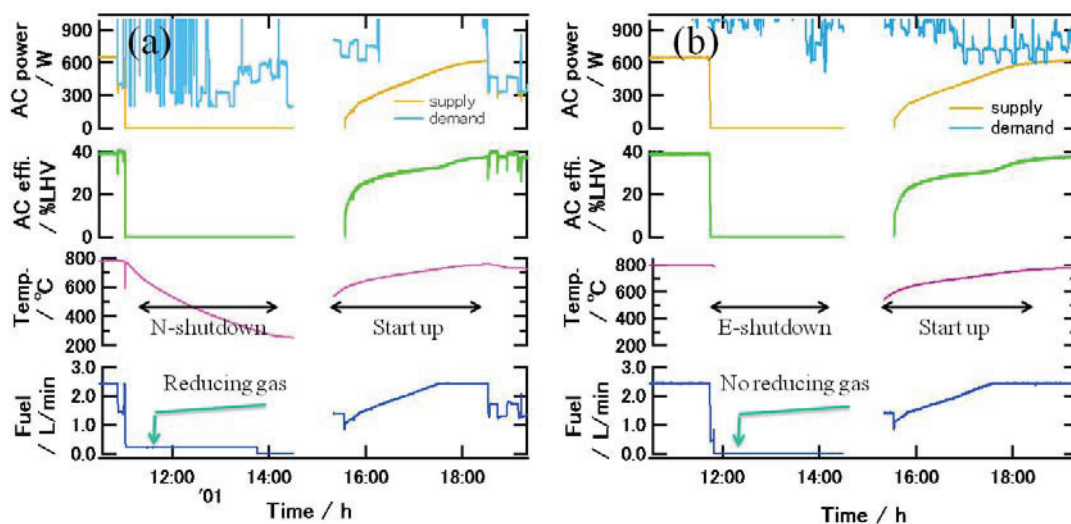 (a)
AC power
/ W
900
600
300
0
supply
demand
AC effi.
/ %LHV
40
20
0
Temp.
/ °C
800
600
400
200
N-shutdown
Start up
Fuel
/ L/min
3.0
2.0
1.0
0.0
Reducing gas
12:00
14:00
16:00
18:00
'01
Time / h
(b)
AC power
/ W
900
600
300
0
supply
demand
AC effi.
/ %LHV
40
20
0
Temp.
/ °C
800
600
400
200
E-shutdown
Start up
Fuel
/ L/min
3.0
2.0
1.0
0.0
No reducing gas
12:00
14:00
16:00
18:00
Time / h